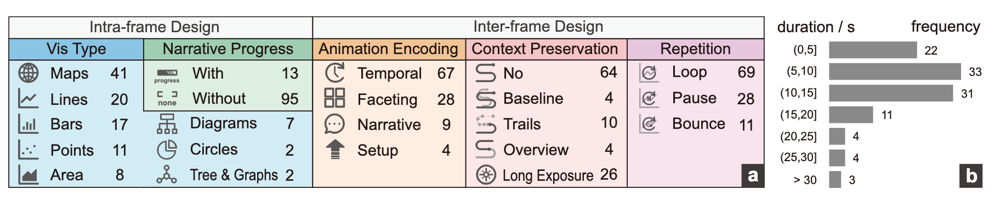 Intra-frame Design
Inter-frame Design
Vis Type
Narrative Progress
Animation Encoding
Context Preservation
Repetition
Maps 41
Lines 20
Bars 17
Points 11
Area 8
progress With 13
none Without 95
Diagrams 7
Circles 2
Tree & Graphs 2
Temporal 67
Faceting 28
Narrative 9
Setup 4
No 64
Baseline 4
Trails 10
Overview 4
Long Exposure 26
Loop 69
Pause 28
Bounce 11
a
duration / s frequency
(0,5] 22
(5,10] 33
(10,15] 31
(15,20] 11
(20,25] 4
(25,30] 4
> 30 3
b